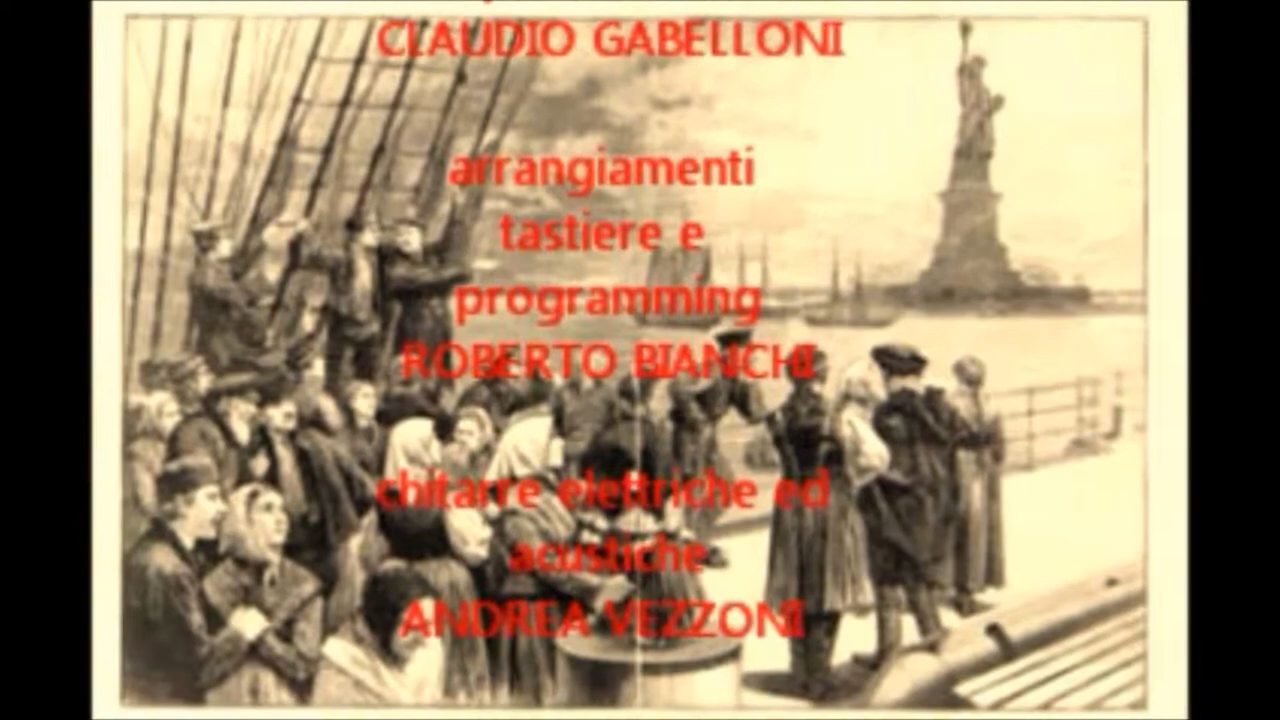 CLAUDIO GABELLONI
arrangiamenti
tastiere e
programming
ROBERTO BIANCHI
chitarre elettriche ed
acustiche
ANDREA VEZZONI